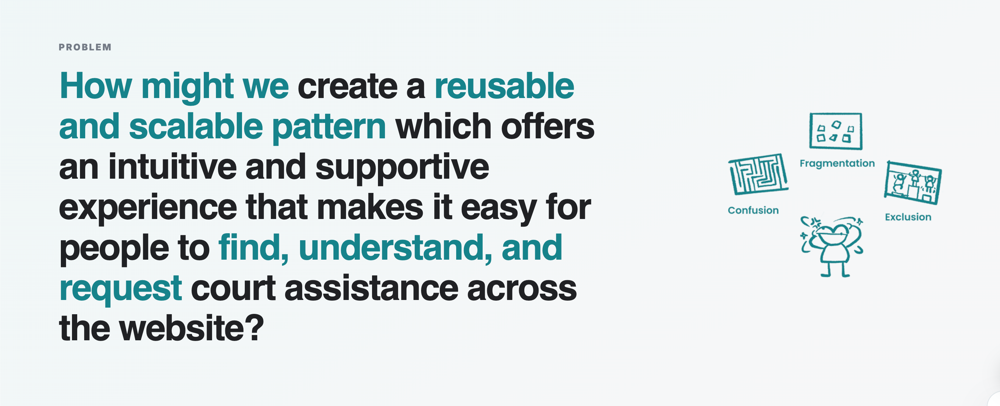 PROBLEM
How might we create a reusable
and scalable pattern which offers
an intuitive and supportive
experience that makes it easy for
people to find, understand, and
request court assistance across
the website?
Fragmentation
Confusion
Exclusion